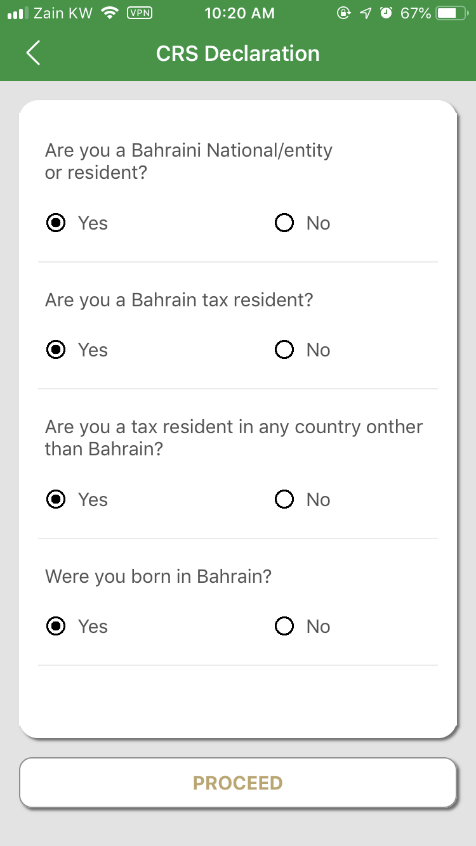 Zain KW VPN 10:20 AM 67%
CRS Declaration
Are you a Bahraini National/entity
or resident?
Yes No
Are you a Bahrain tax resident?
Yes No
Are you a tax resident in any country onther
than Bahrain?
Yes No
Were you born in Bahrain?
Yes No
PROCEED